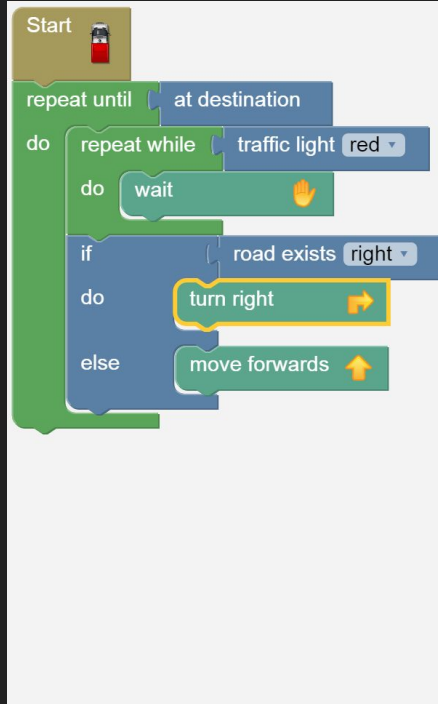 Start
repeat until at destination
do repeat while traffic light red
do wait
if road exists right
do turn right
else move forwards